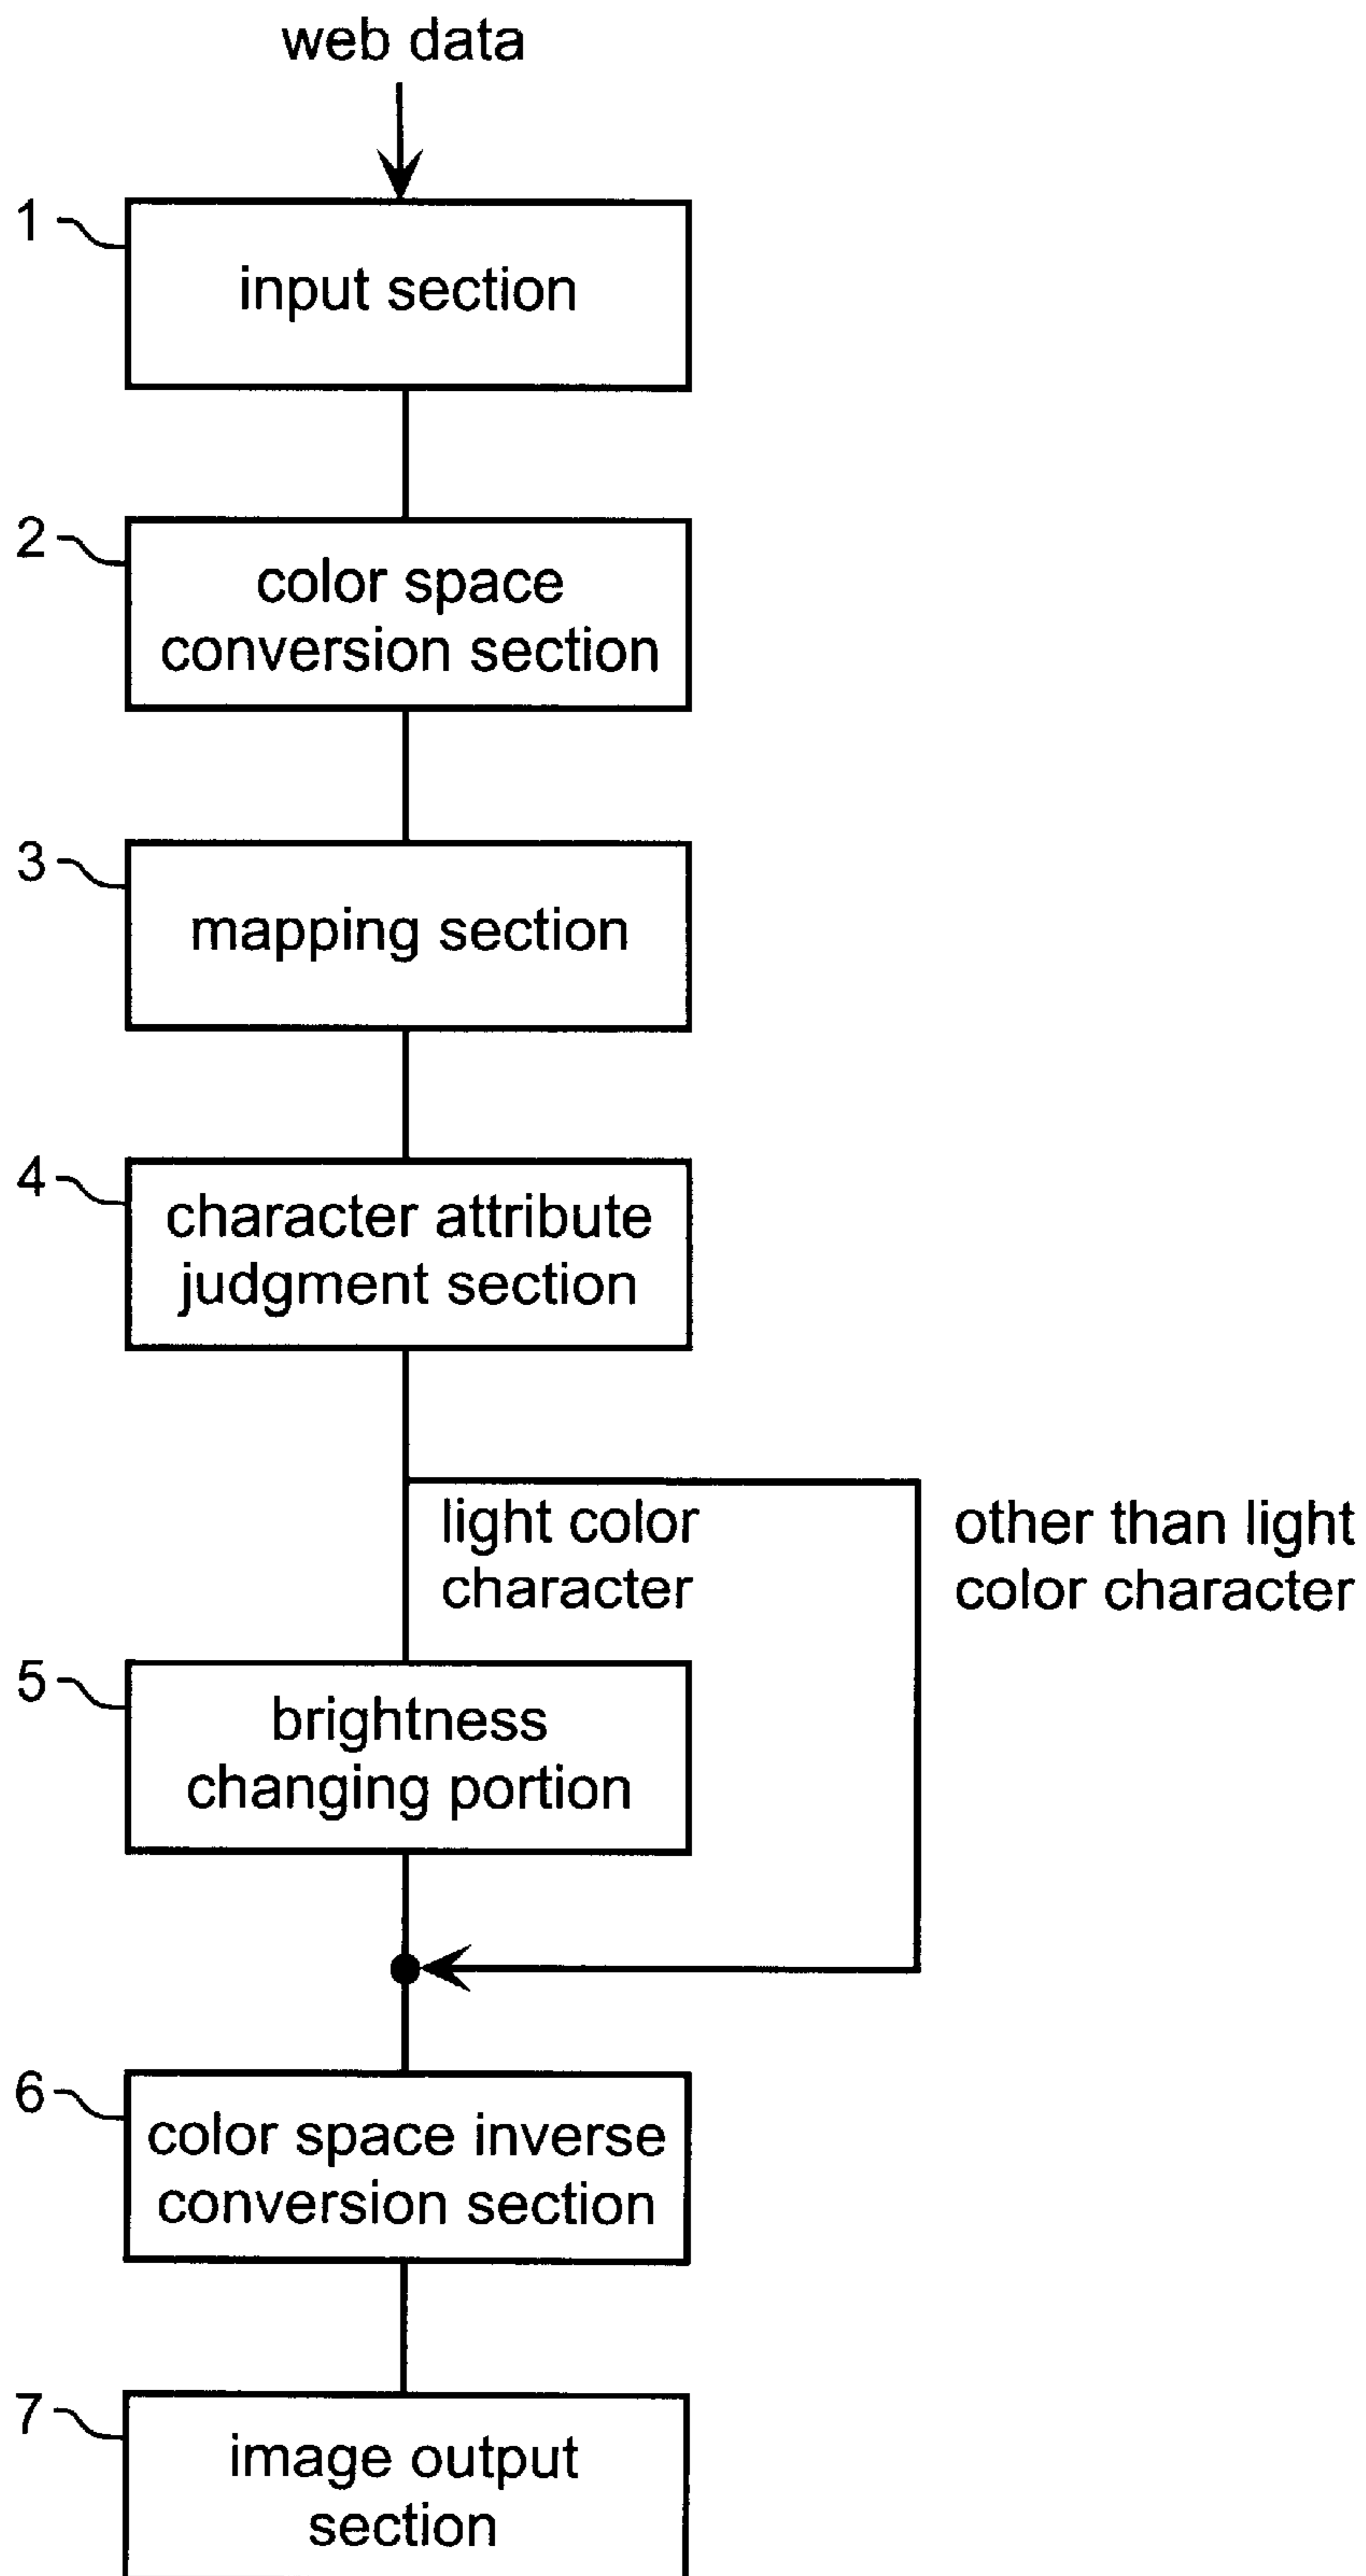 web data
1
input section
2
color space
conversion section
3
mapping section
4
character attribute
judgment section
light color
character
other than light
color character
5
brightness
changing portion
6
color space inverse
conversion section
7
image output
section